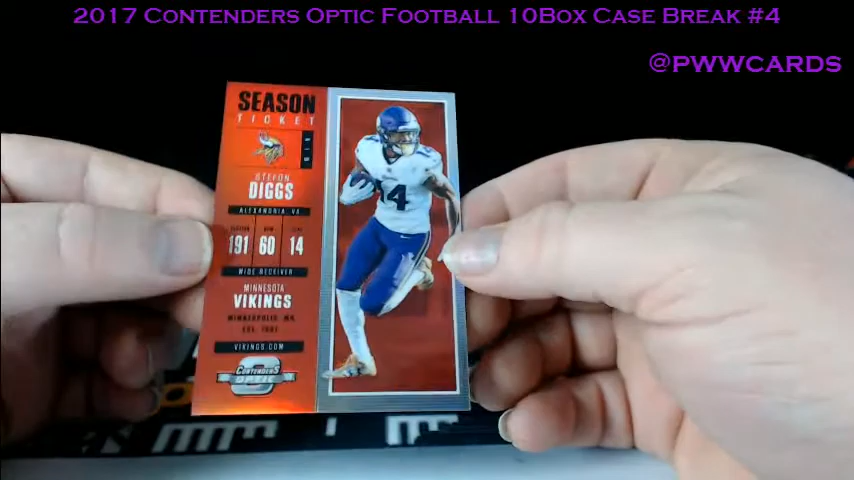 2017 Contenders Optic Football 10Box Case Break #4
@PWWCARDS
SEASON
TICKET
STEFON
DIGGS
ALEXANDRIA, VA
191 60 14
WIDE RECEIVER
MINNESOTA
VIKINGS
MINNEAPOLIS, MN
EST. 1961
VIKINGS.COM
CONTENDERS
OPTIC
14